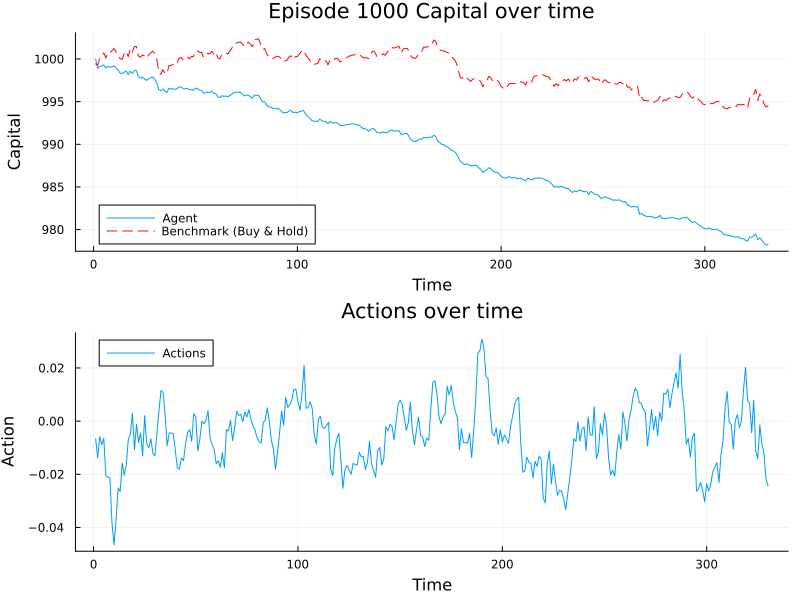 Episode 1000 Capital over time
1000
995
990
985
980
Capital
Agent
Benchmark (Buy & Hold)
0
100
200
300
Time
Actions over time
Actions
0.02
0.00
−0.02
−0.04
Action
0
100
200
300
Time